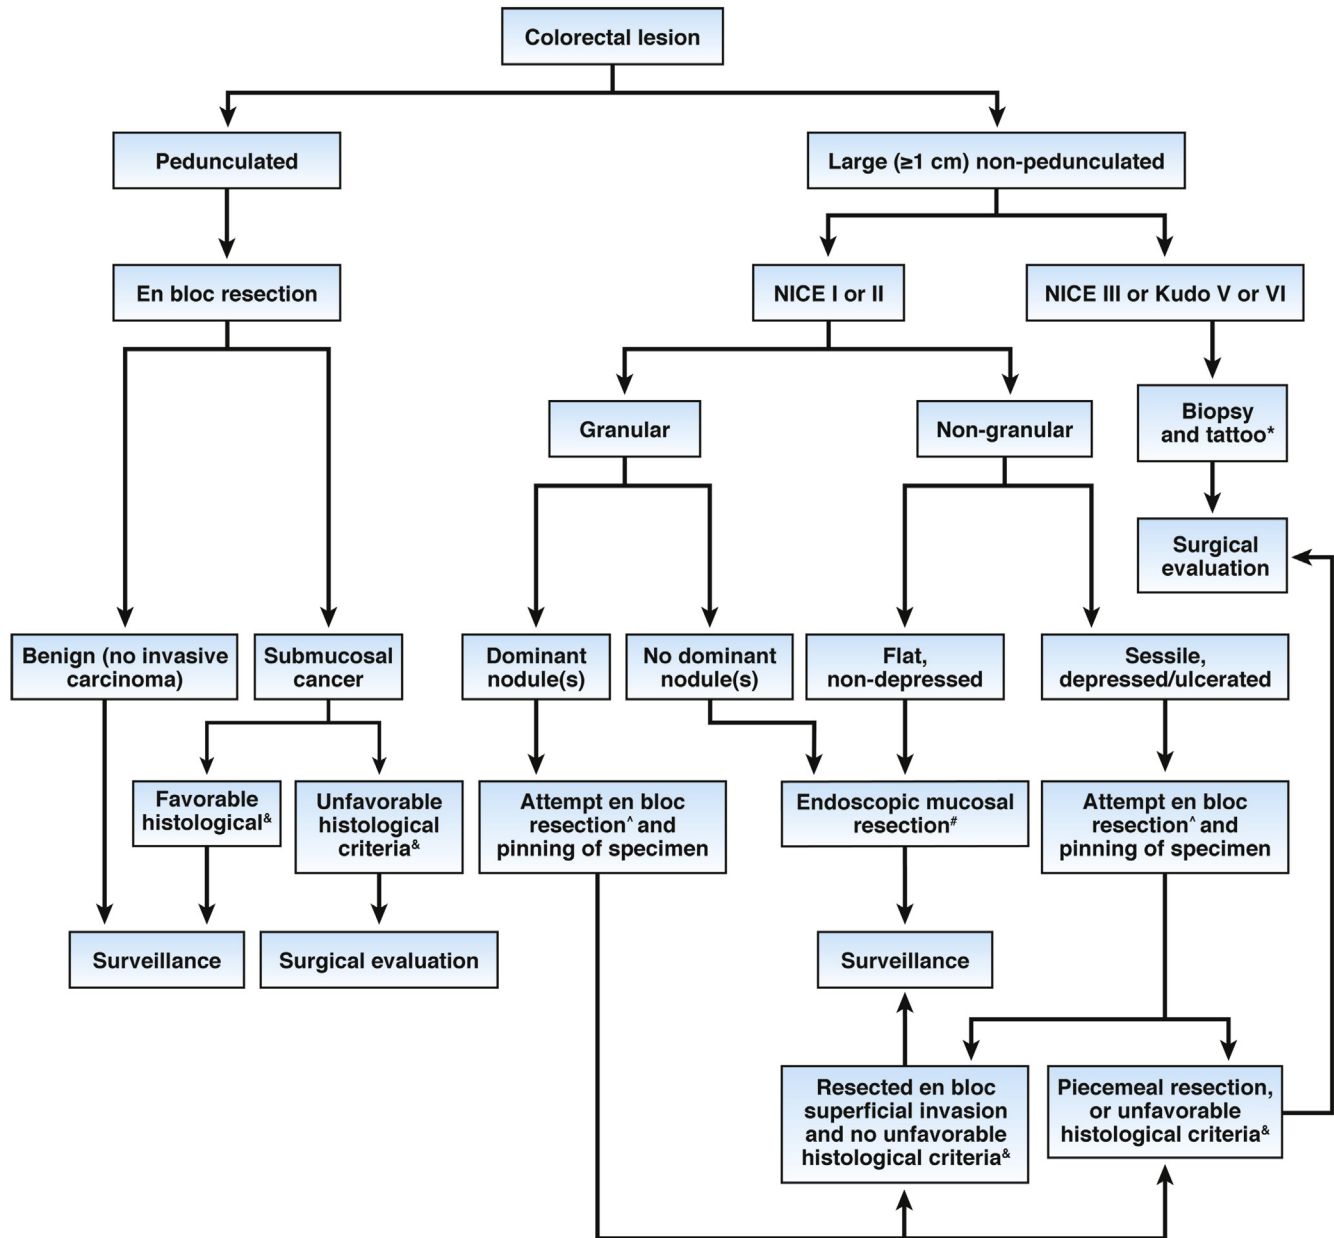 Colorectal lesion
Pedunculated
Large (≥1 cm) non-pedunculated
En bloc resection
NICE I or II
NICE III or Kudo V or VI
Granular
Non-granular
Biopsy
and tattoo*
Surgical
evaluation
Benign (no invasive
carcinoma)
Submucosal
cancer
Dominant
nodule(s)
No dominant
nodule(s)
Flat,
non-depressed
Sessile,
depressed/ulcerated
Favorable
histological&
Unfavorable
histological
criteria&
Attempt en bloc
resection^ and
pinning of specimen
Endoscopic mucosal
resection#
Attempt en bloc
resection^ and
pinning of specimen
Surveillance
Surgical evaluation
Surveillance
Resected en bloc
superficial invasion
and no unfavorable
histological criteria&
Piecemeal resection,
or unfavorable
histological criteria&